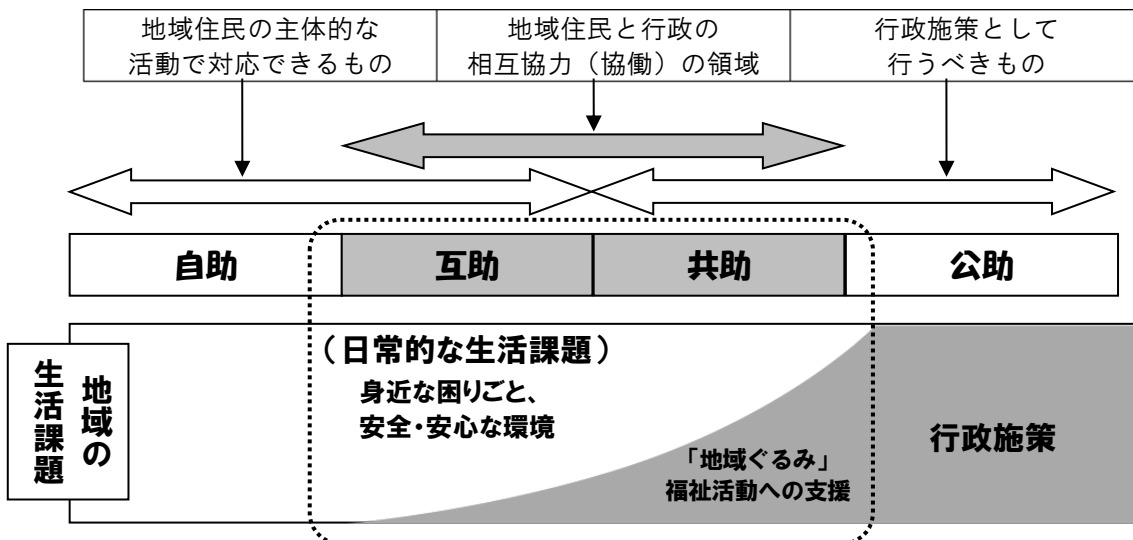 地域住民の主体的な
活動で対応できるもの
地域住民と行政の
相互協力（協働）の領域
行政施策として
行うべきもの
自助
互助
共助
公助
地域の
生活課題
（日常的な生活課題）
身近な困りごと、
安全・安心な環境
「地域ぐるみ」
福祉活動への支援
行政施策